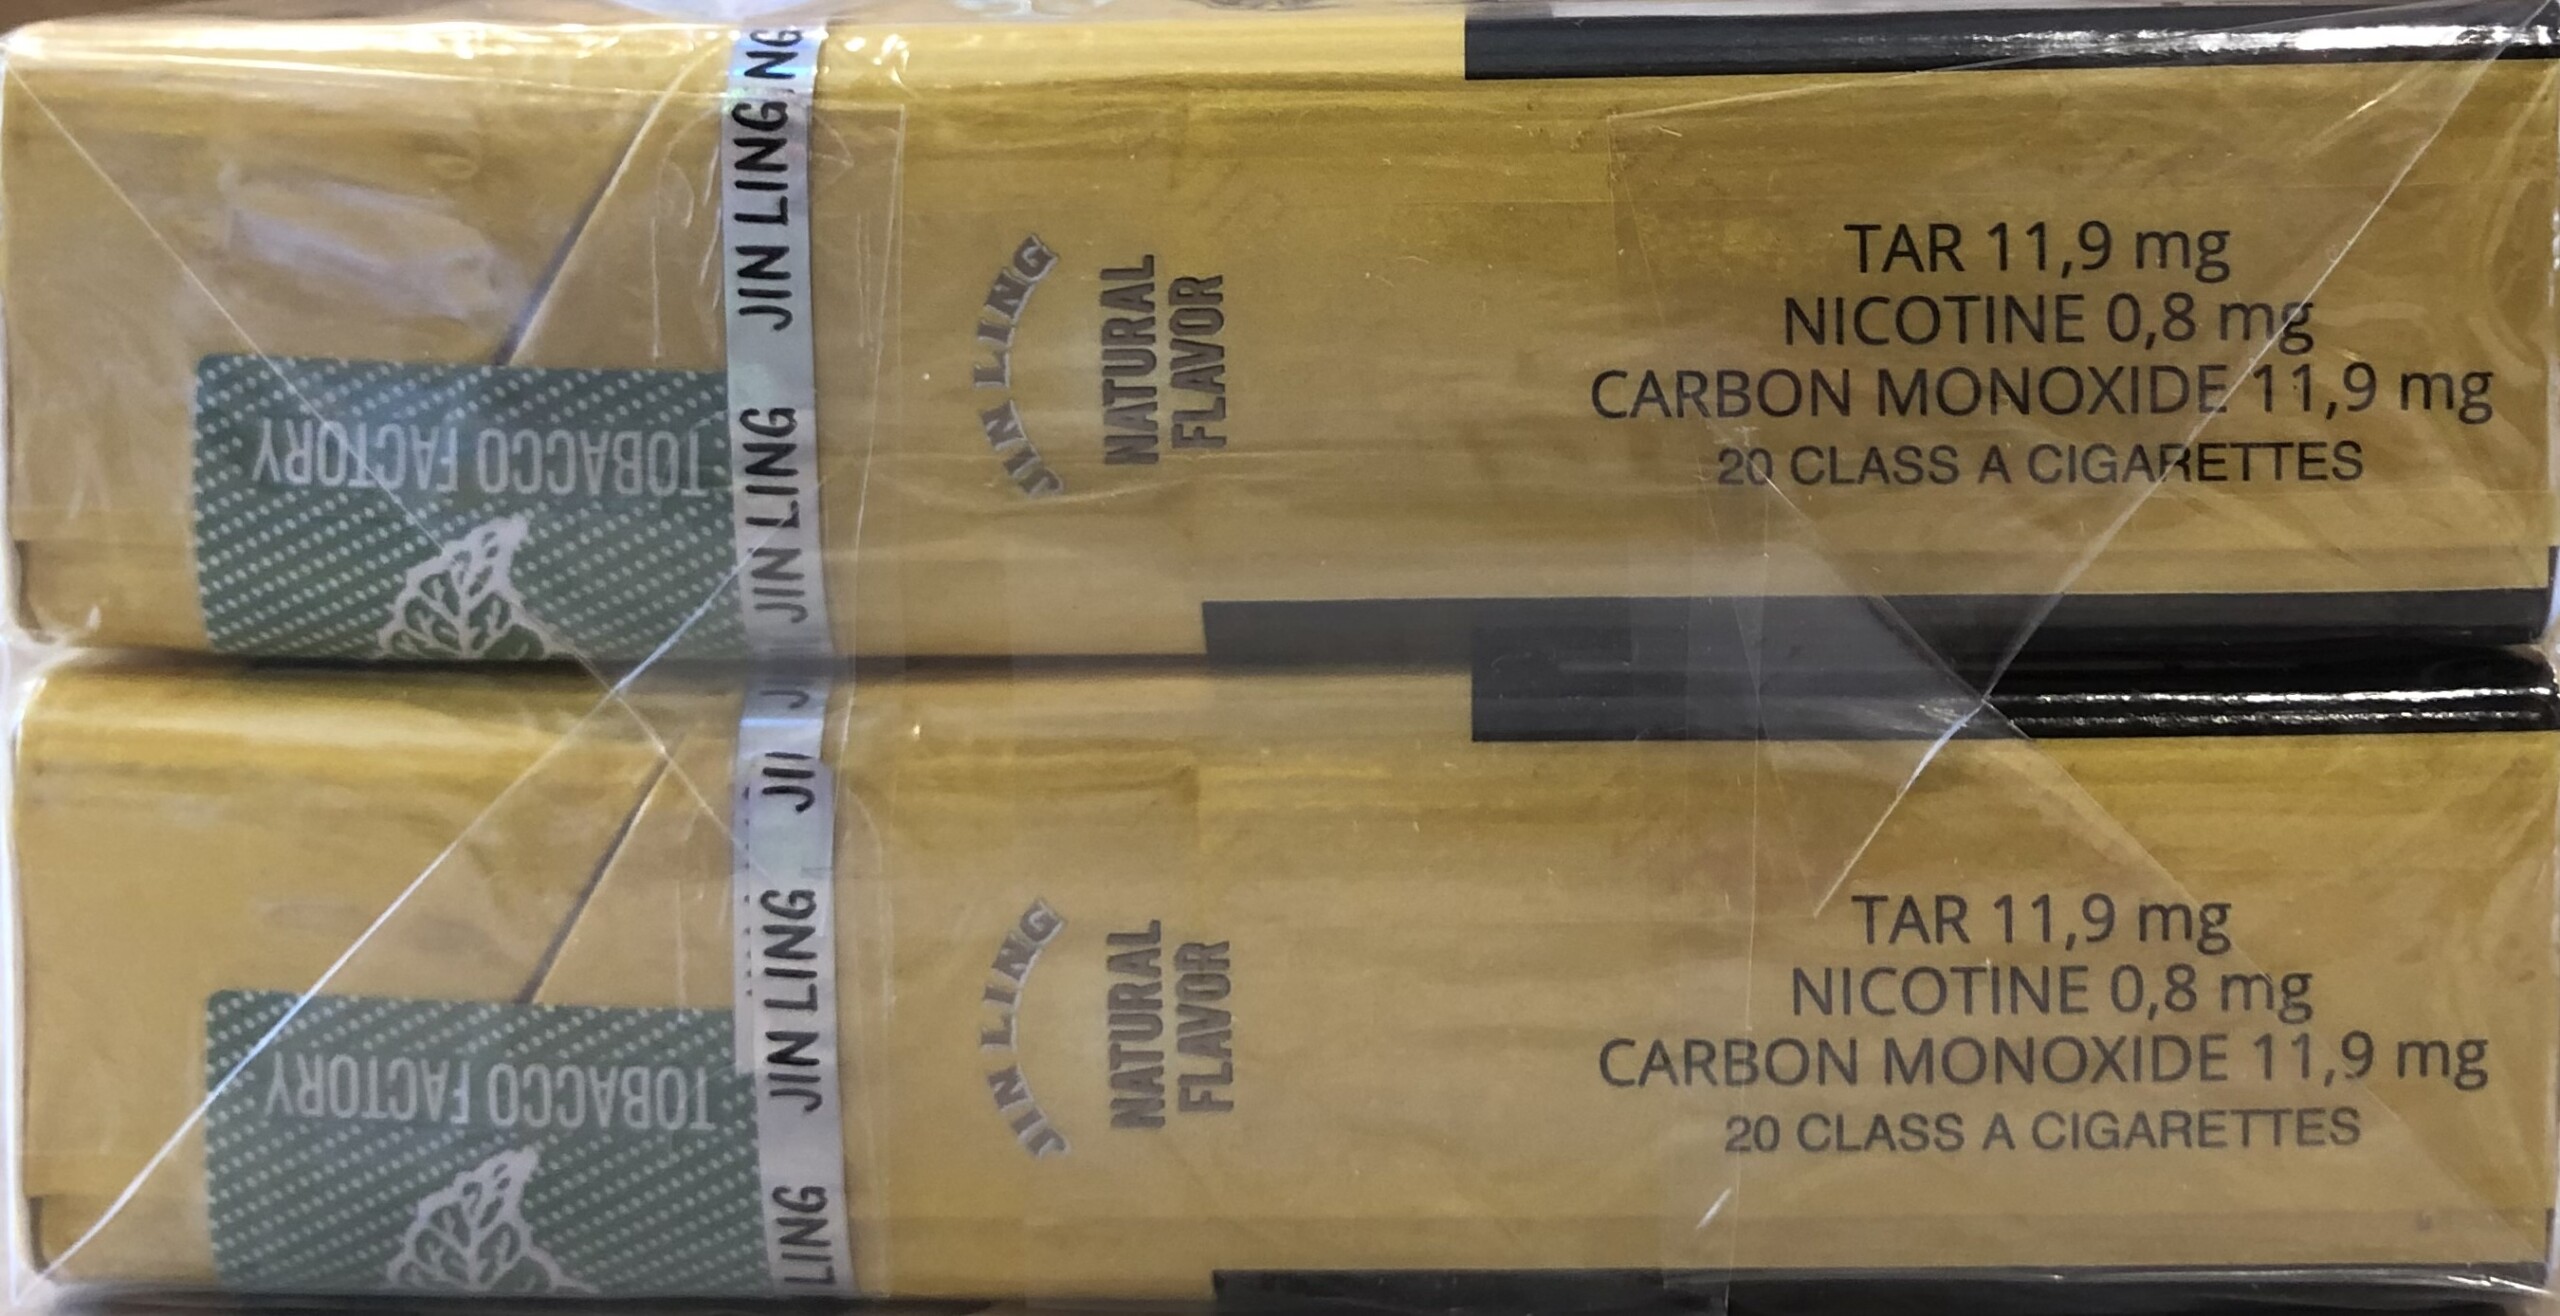 JIN LING
JIN LING
TOBACCO FACTORY
JIN LING
NATURAL
FLAVOR
TAR 11,9 mg
NICOTINE 0,8 mg
CARBON MONOXIDE 11,9 mg
20 CLASS A CIGARETTES
JIN LING
LING
TOBACCO FACTORY
JIN LING
NATURAL
FLAVOR
TAR 11,9 mg
NICOTINE 0,8 mg
CARBON MONOXIDE 11,9 mg
20 CLASS A CIGARETTES